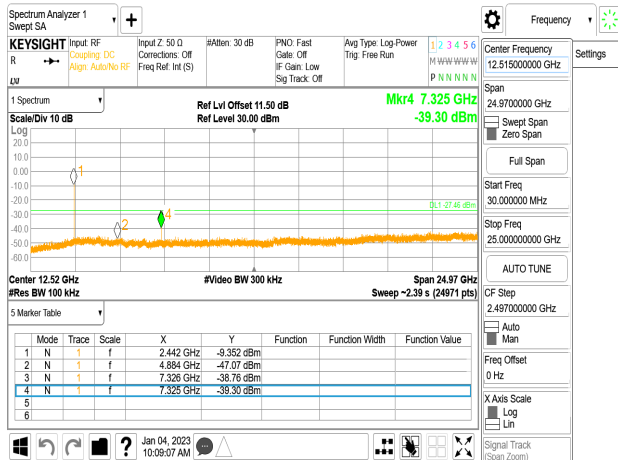 Spectrum Analyzer 1
Swept SA
Frequency
KEYSIGHT
R
LXI
Input: RF
Coupling: DC
Align: Auto/No RF
Input Z: 50 Ω
Corrections: Off
Freq Ref: Int (S)
#Atten: 30 dB
PNO: Fast
Gate: Off
IF Gain: Low
Sig Track: Off
Avg Type: Log-Power
Trig: Free Run
1 2 3 4 5 6
M W W W W W
P N N N N N
Center Frequency
12.515000000 GHz
Settings
Span
24.9700000 GHz
Swept Span
Zero Span
Full Span
Start Freq
30.000000 MHz
Stop Freq
25.000000000 GHz
AUTO TUNE
CF Step
2.497000000 GHz
Auto
Man
Freq Offset
0 Hz
X Axis Scale
Log
Lin
Signal Track
(Span Zoom)
1 Spectrum
Scale/Div 10 dB
Ref Lvl Offset 11.50 dB
Ref Level 30.00 dBm
Mkr4 7.325 GHz
-39.30 dBm
Log
20.0
10.0
0.00
-10.0
-20.0
-30.0
-40.0
-50.0
-60.0
1
2
4
DL1 -27.46 dBm
Center 12.52 GHz
#Res BW 100 kHz
#Video BW 300 kHz
Span 24.97 GHz
Sweep ~2.39 s (24971 pts)
5 Marker Table
Mode Trace Scale X Y Function Function Width Function Value
1 N 1 f 2.442 GHz -9.352 dBm
2 N 1 f 4.884 GHz -47.07 dBm
3 N 1 f 7.326 GHz -38.76 dBm
4 N 1 f 7.325 GHz -39.30 dBm
5
6
Jan 04, 2023
10:09:07 AM